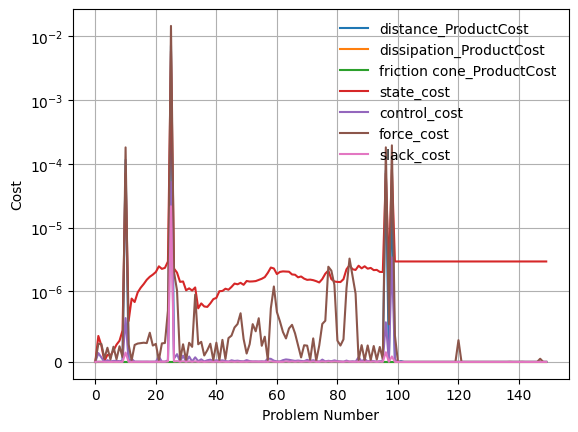 distance_ProductCost
dissipation_ProductCost
friction cone_ProductCost
state_cost
control_cost
force_cost
slack_cost
Cost
10⁻²
10⁻³
10⁻⁴
10⁻⁵
10⁻⁶
0
0 20 40 60 80 100 120 140
Problem Number